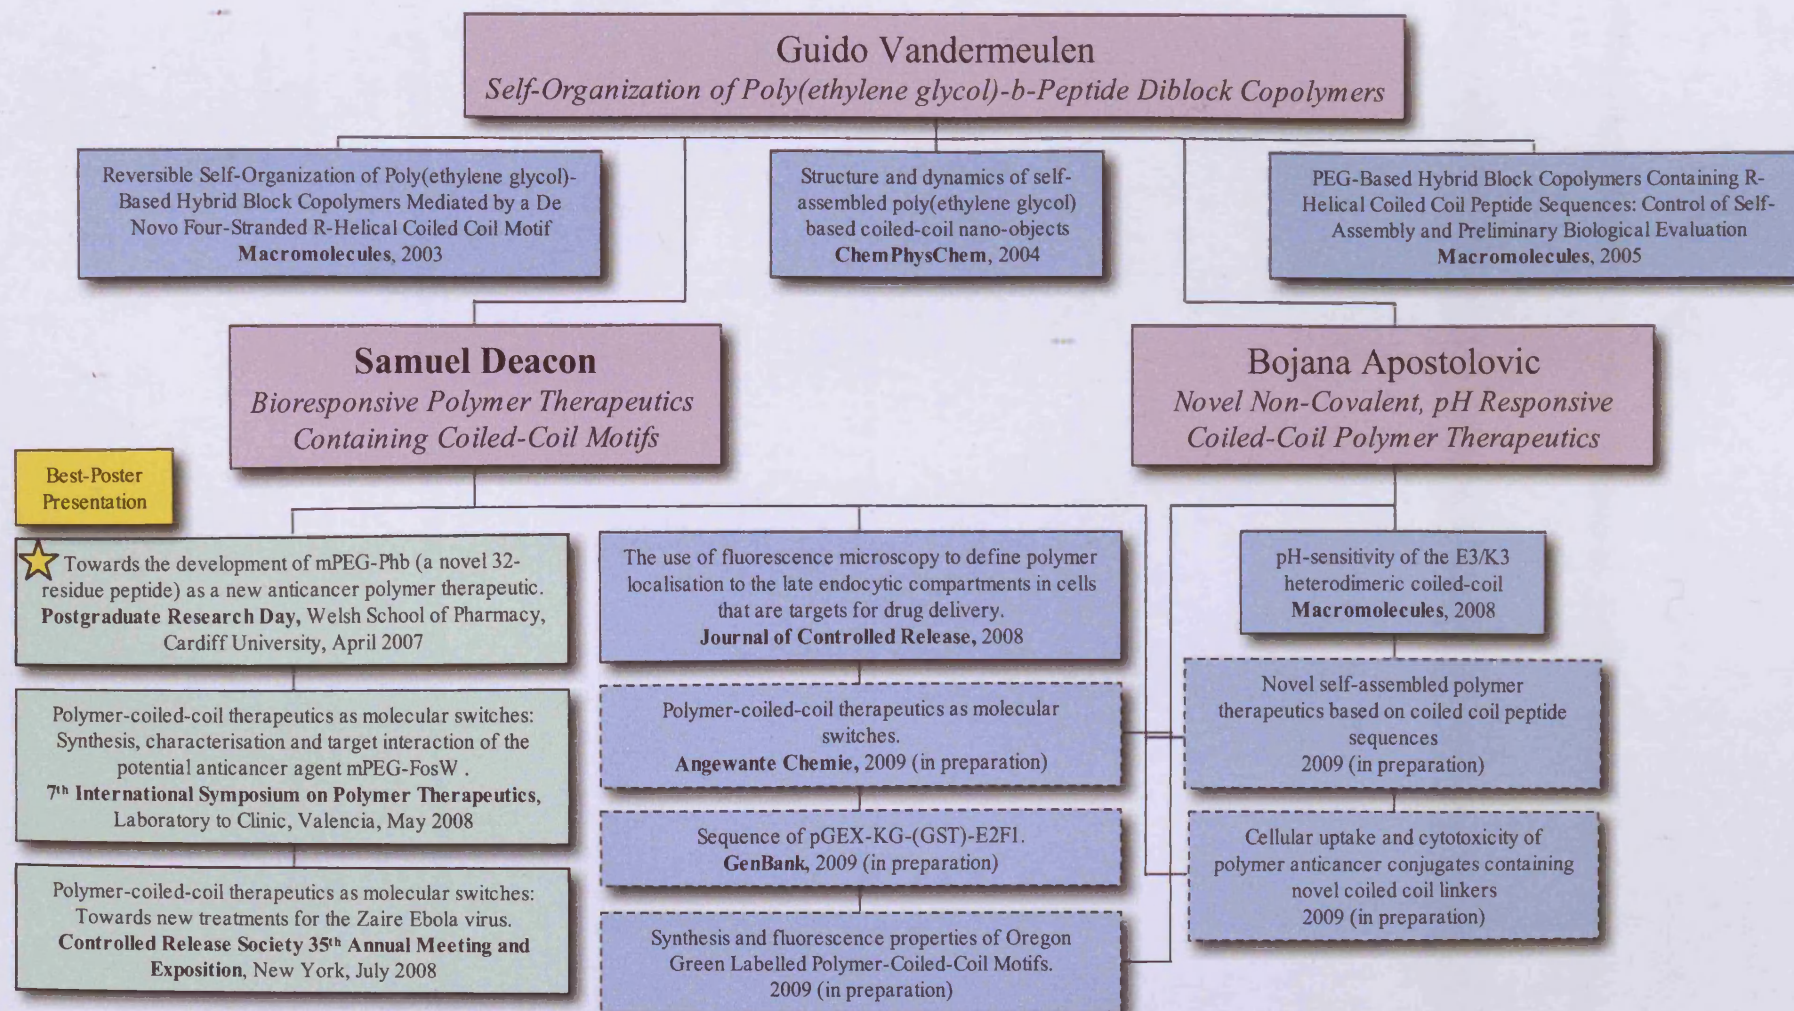 Guido Vandermeulen
Self-Organization of Poly(ethylene glycol)-b-Peptide Diblock Copolymers
Reversible Self-Organization of Poly(ethylene glycol)-
Based Hybrid Block Copolymers Mediated by a De
Novo Four-Stranded R-Helical Coiled Coil Motif
Macromolecules, 2003
Structure and dynamics of self-
assembled poly(ethylene glycol)
based coiled-coil nano-objects
ChemPhysChem, 2004
PEG-Based Hybrid Block Copolymers Containing R-
Helical Coiled Coil Peptide Sequences: Control of Self-
Assembly and Preliminary Biological Evaluation
Macromolecules, 2005
Samuel Deacon
Bioresponsive Polymer Therapeutics
Containing Coiled-Coil Motifs
Bojana Apostolovic
Novel Non-Covalent, pH Responsive
Coiled-Coil Polymer Therapeutics
Best-Poster
Presentation
Towards the development of mPEG-Phb (a novel 32-
residue peptide) as a new anticancer polymer therapeutic.
Postgraduate Research Day, Welsh School of Pharmacy,
Cardiff University, April 2007
Polymer-coiled-coil therapeutics as molecular switches:
Synthesis, characterisation and target interaction of the
potential anticancer agent mPEG-FosW .
7th International Symposium on Polymer Therapeutics,
Laboratory to Clinic, Valencia, May 2008
Polymer-coiled-coil therapeutics as molecular switches:
Towards new treatments for the Zaire Ebola virus.
Controlled Release Society 35th Annual Meeting and
Exposition, New York, July 2008
The use of fluorescence microscopy to define polymer
localisation to the late endocytic compartments in cells
that are targets for drug delivery.
Journal of Controlled Release, 2008
Polymer-coiled-coil therapeutics as molecular
switches.
Angewante Chemie, 2009 (in preparation)
Sequence of pGEX-KG-(GST)-E2F1.
GenBank, 2009 (in preparation)
Synthesis and fluorescence properties of Oregon
Green Labelled Polymer-Coiled-Coil Motifs.
2009 (in preparation)
pH-sensitivity of the E3/K3
heterodimeric coiled-coil
Macromolecules, 2008
Novel self-assembled polymer
therapeutics based on coiled coil peptide
sequences
2009 (in preparation)
Cellular uptake and cytotoxicity of
polymer anticancer conjugates containing
novel coiled coil linkers
2009 (in preparation)